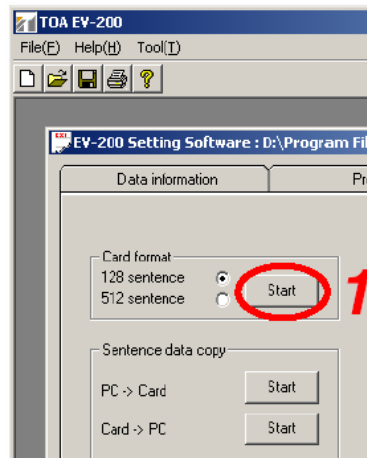 TOA EV-200
File(F) Help(H) Tool(T)
EXL EV-200 Setting Software : D:\Program Fil
Data information Pr
Card format
128 sentence
512 sentence
Start
1
Sentence data copy
PC -> Card Start
Card -> PC Start